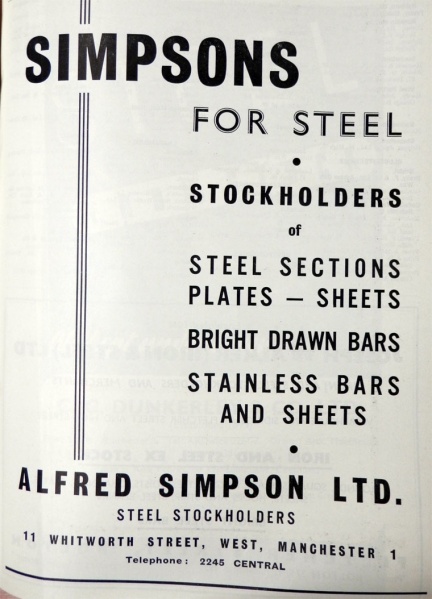 SIMPSONS
FOR STEEL
•
STOCKHOLDERS
of
STEEL SECTIONS
PLATES — SHEETS
BRIGHT DRAWN BARS
STAINLESS BARS
AND SHEETS
•
ALFRED SIMPSON LTD.
STEEL STOCKHOLDERS
11 WHITWORTH STREET, WEST, MANCHESTER 1
Telephone: 2245 CENTRAL